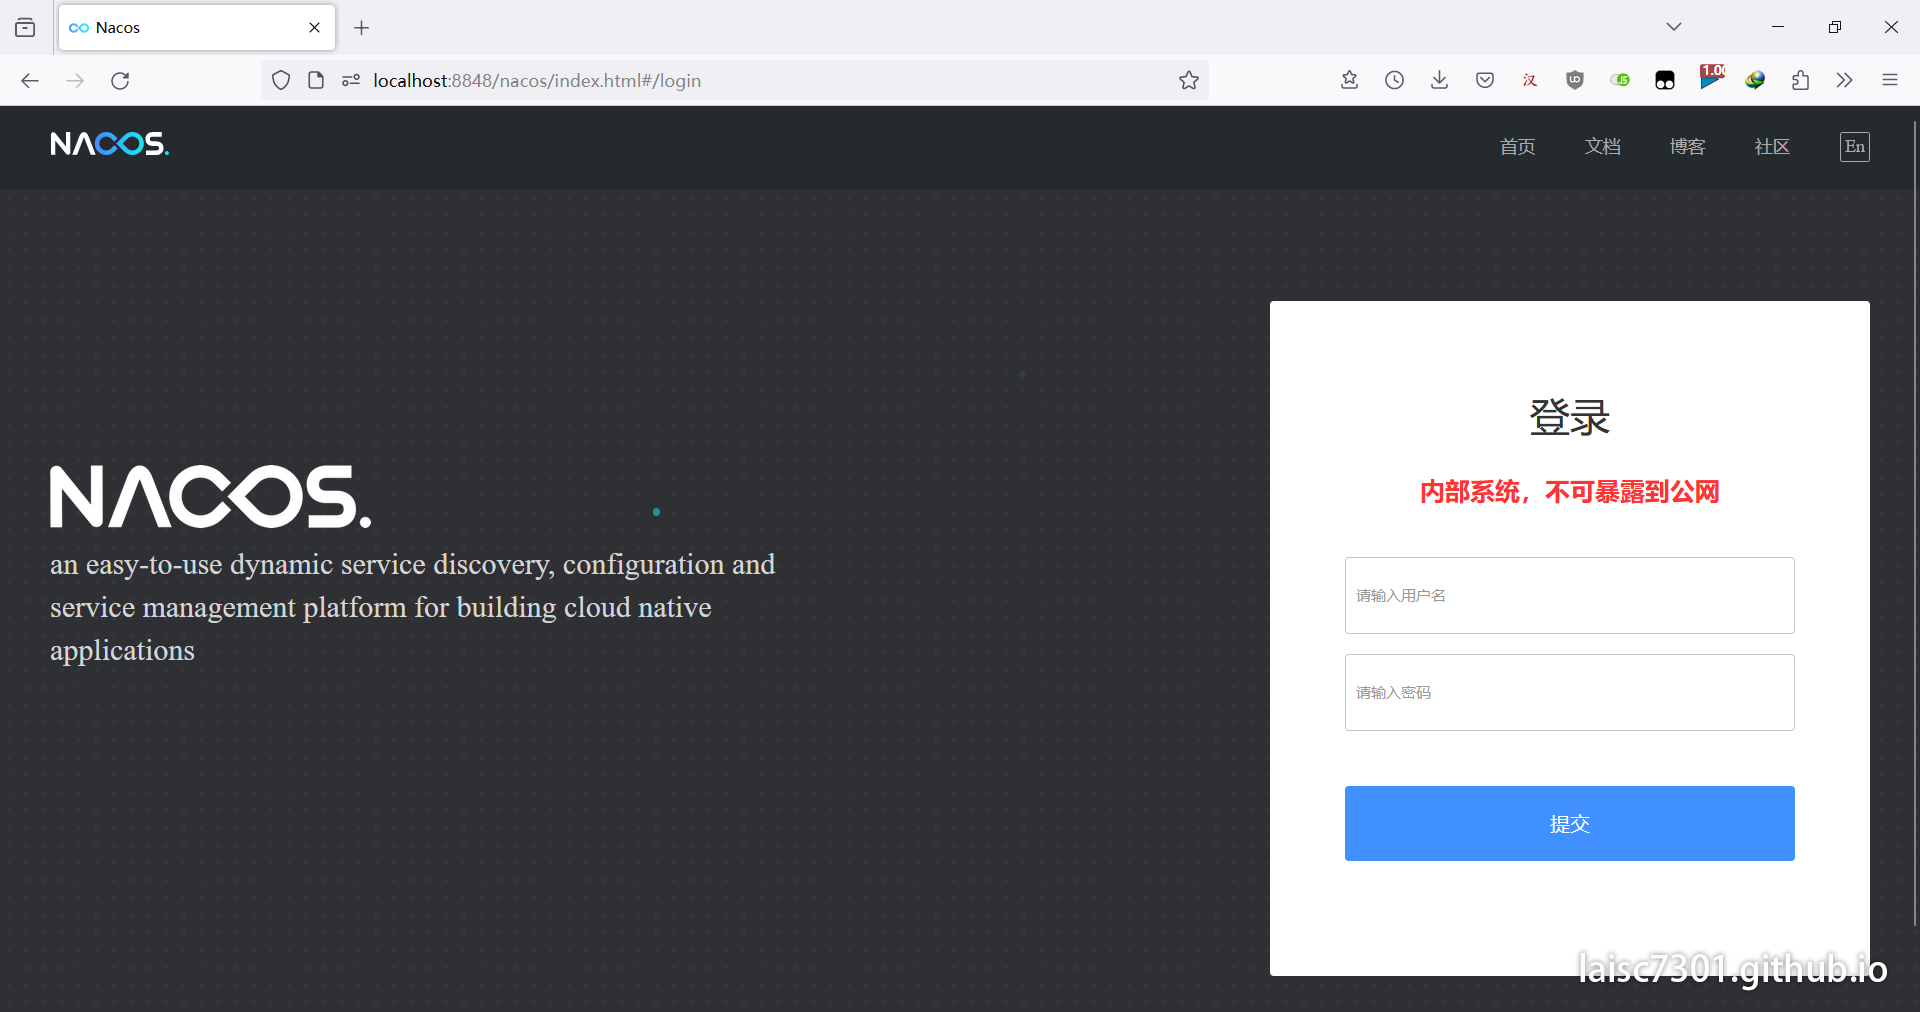 Nacos
localhost:8848/nacos/index.html#/login
1.00
NACOS.
首页
文档
博客
社区
En
NACOS.
an easy-to-use dynamic service discovery, configuration and
service management platform for building cloud native
applications
登录
内部系统，不可暴露到公网
请输入用户名
请输入密码
提交
laisc7301.github.io